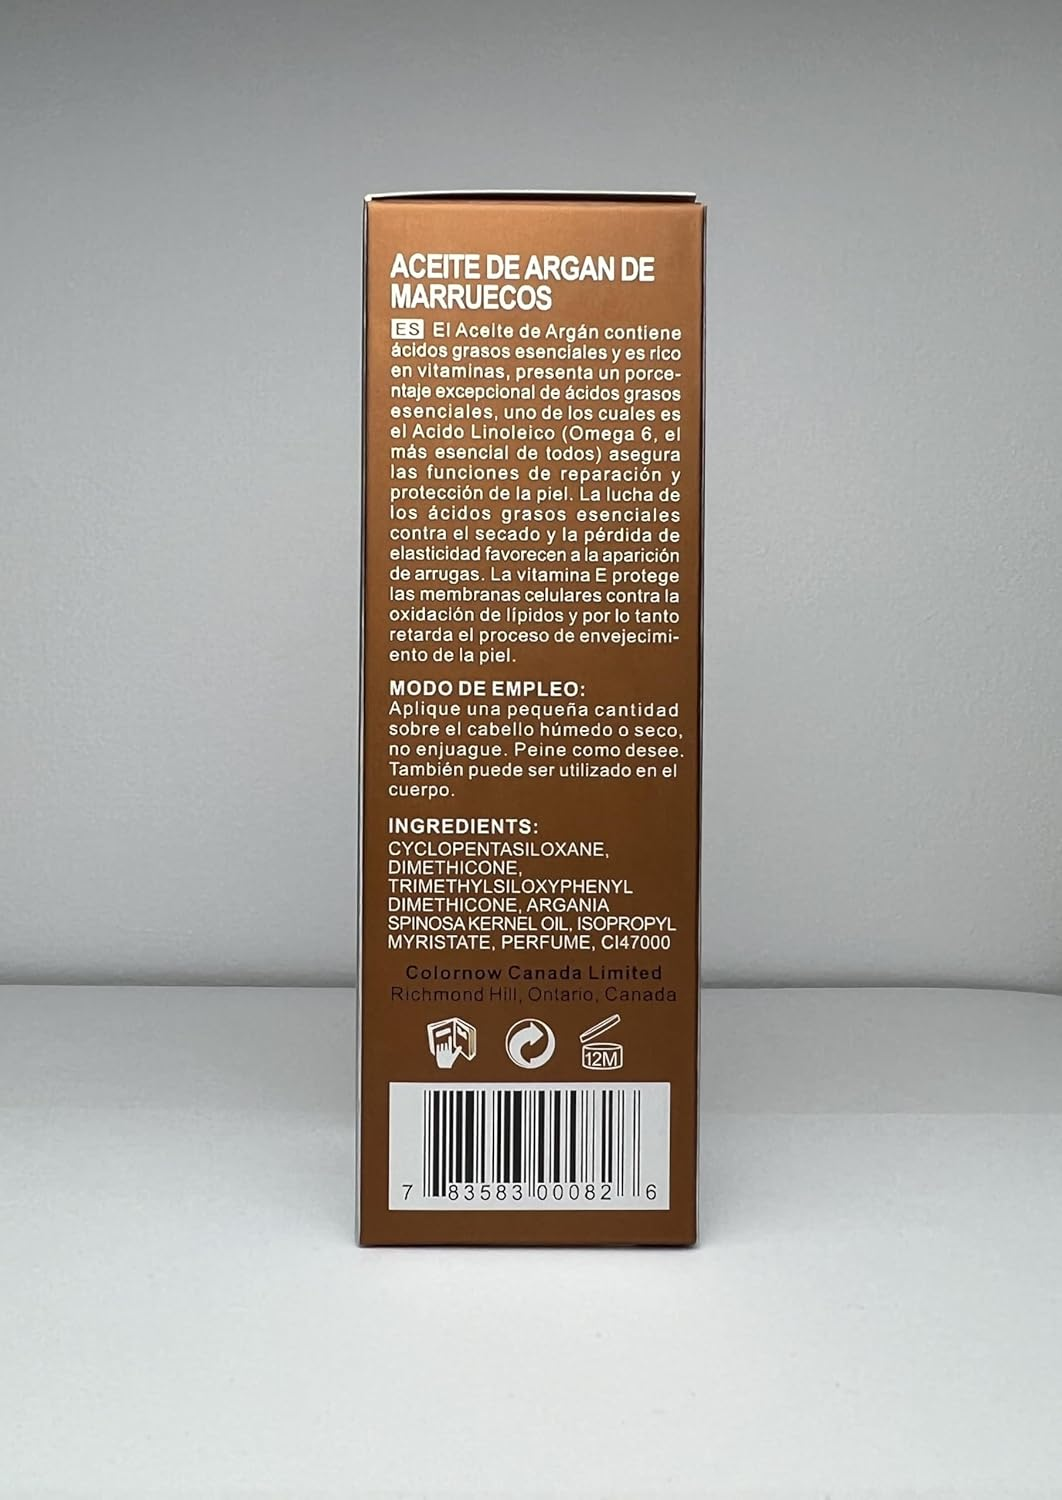 ACEITE DE ARGAN DE
MARRUECOS
ES El Aceite de Argán contiene
ácidos grasos esenciales y es rico
en vitaminas, presenta un porce-
ntaje excepcional de ácidos grasos
esenciales, uno de los cuales es
el Acido Linoleico (Omega 6, el
más esencial de todos) asegura
las funciones de reparación y
protección de la piel. La lucha de
los ácidos grasos esenciales
contra el secado y la pérdida de
elasticidad favorecen a la aparición
de arrugas. La vitamina E protege
las membranas celulares contra la
oxidación de lípidos y por lo tanto
retarda el proceso de envejecimi-
ento de la piel.
MODO DE EMPLEO:
Aplique una pequeña cantidad
sobre el cabello húmedo o seco,
no enjuague. Peine como desee.
También puede ser utilizado en el
cuerpo.
INGREDIENTS:
CYCLOPENTASILOXANE,
DIMETHICONE,
TRIMETHYLSILOXYPHENYL
DIMETHICONE, ARGANIA
SPINOSA KERNEL OIL, ISOPROPYL
MYRISTATE, PERFUME, CI47000
Colornow Canada Limited
Richmond Hill, Ontario, Canada
12M
7 83583 00082 6